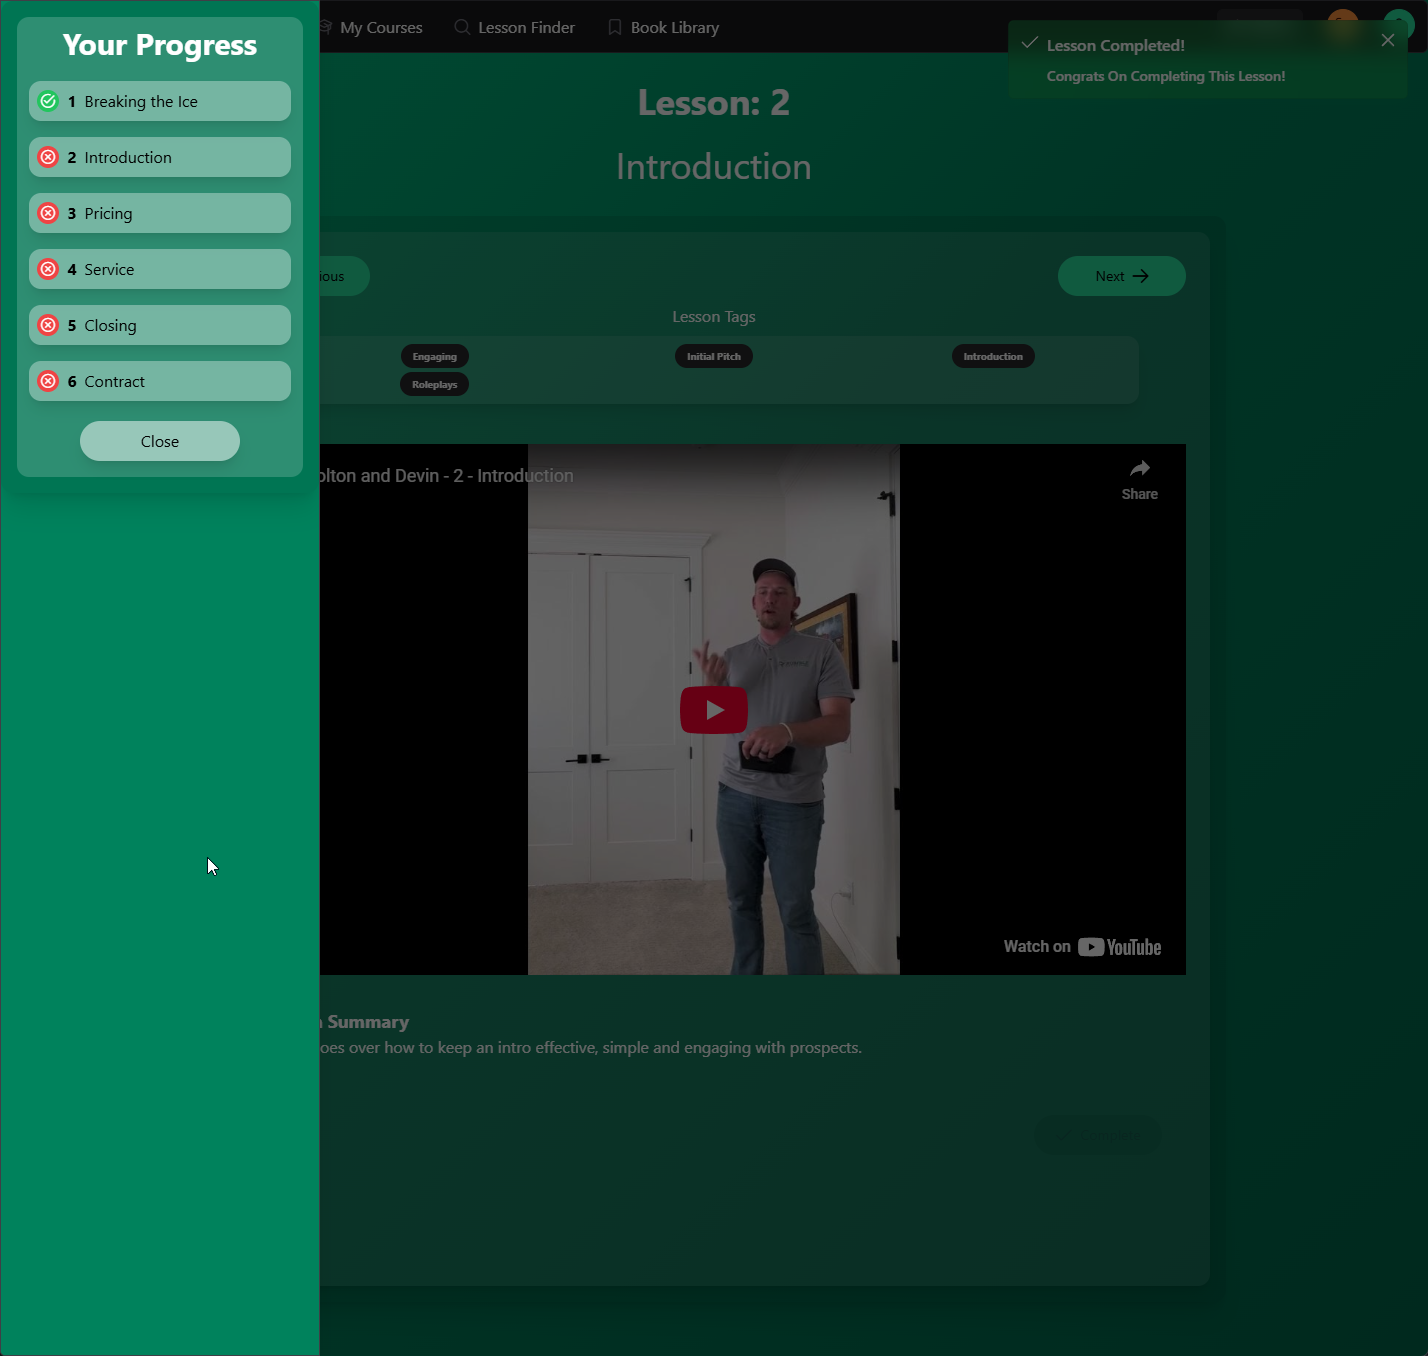 Your Progress
1 Breaking the Ice
2 Introduction
3 Pricing
4 Service
5 Closing
6 Contract
Close
My Courses
Lesson Finder
Book Library
Lesson Completed!
Congrats On Completing This Lesson!
Lesson: 2
Introduction
ious
Next
Lesson Tags
Engaging
Initial Pitch
Introduction
Roleplays
olton and Devin - 2 - Introduction
Share
Watch on YouTube
Summary
oes over how to keep an intro effective, simple and engaging with prospects.